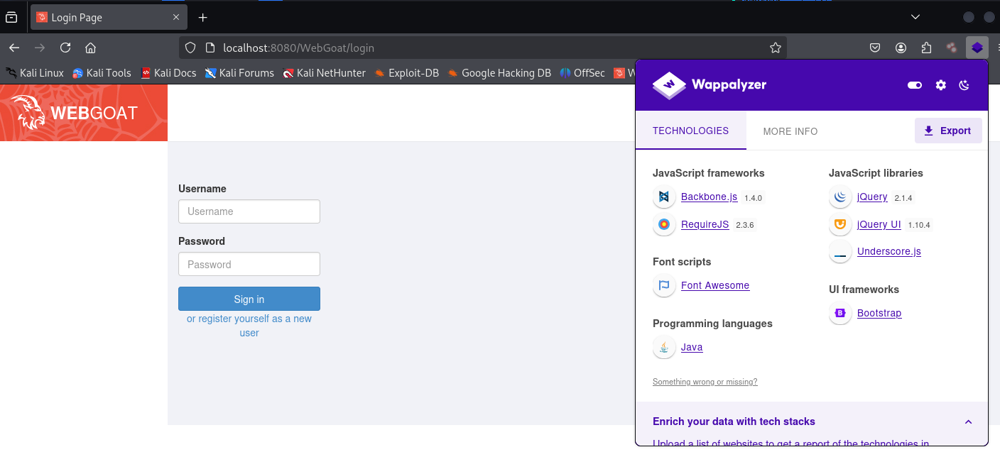 Login Page
localhost:8080/WebGoat/login
Kali Linux Kali Tools Kali Docs Kali Forums Kali NetHunter Exploit-DB Google Hacking DB OffSec W
WEBGOAT
Username
Username
Password
Password
Sign in
or register yourself as a new
user
Wappalyzer
TECHNOLOGIES MORE INFO Export
JavaScript frameworks
Backbone.js 1.4.0
RequireJS 2.3.6
Font scripts
Font Awesome
Programming languages
Java
JavaScript libraries
jQuery 2.1.4
jQuery UI 1.10.4
Underscore.js
UI frameworks
Bootstrap
Something wrong or missing?
Enrich your data with tech stacks
Upload a list of websites to get a report of the technologies in